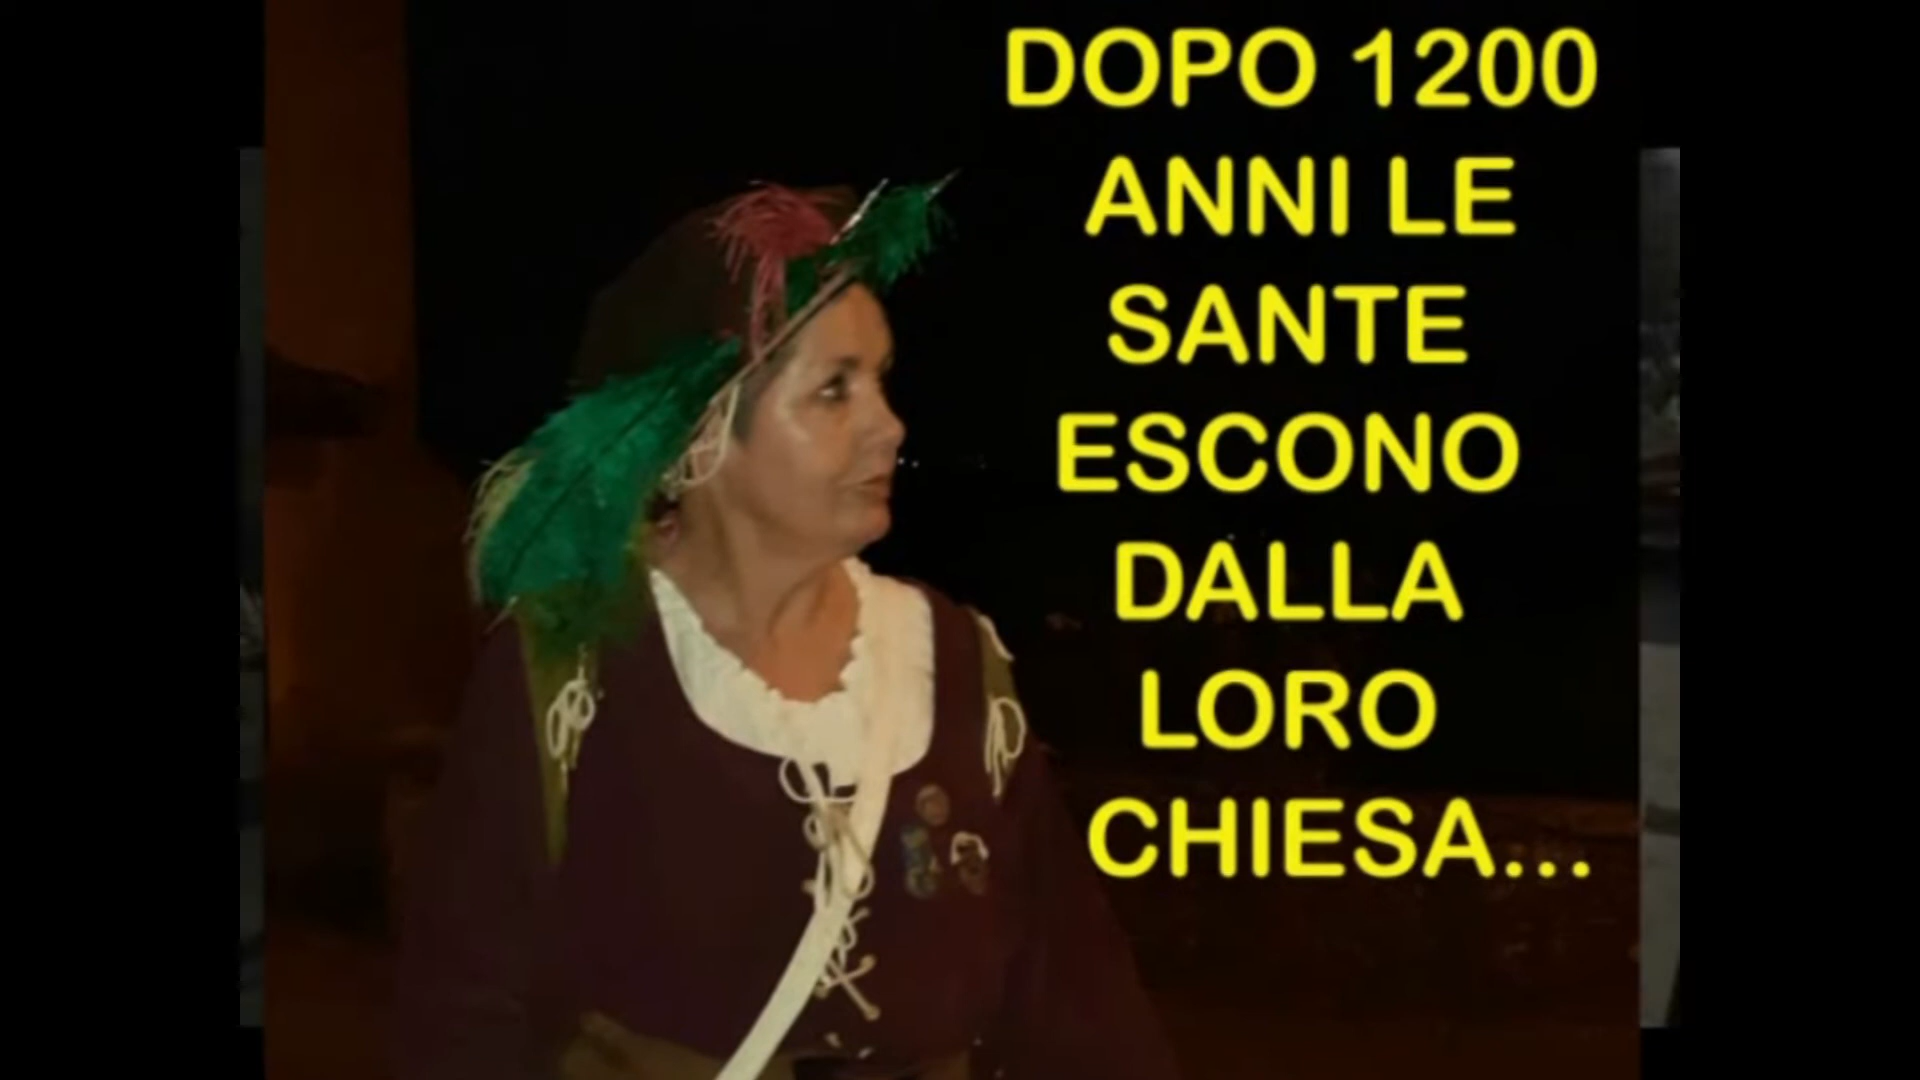 DOPO 1200
ANNI LE
SANTE
ESCONO
DALLA
LORO
CHIESA...